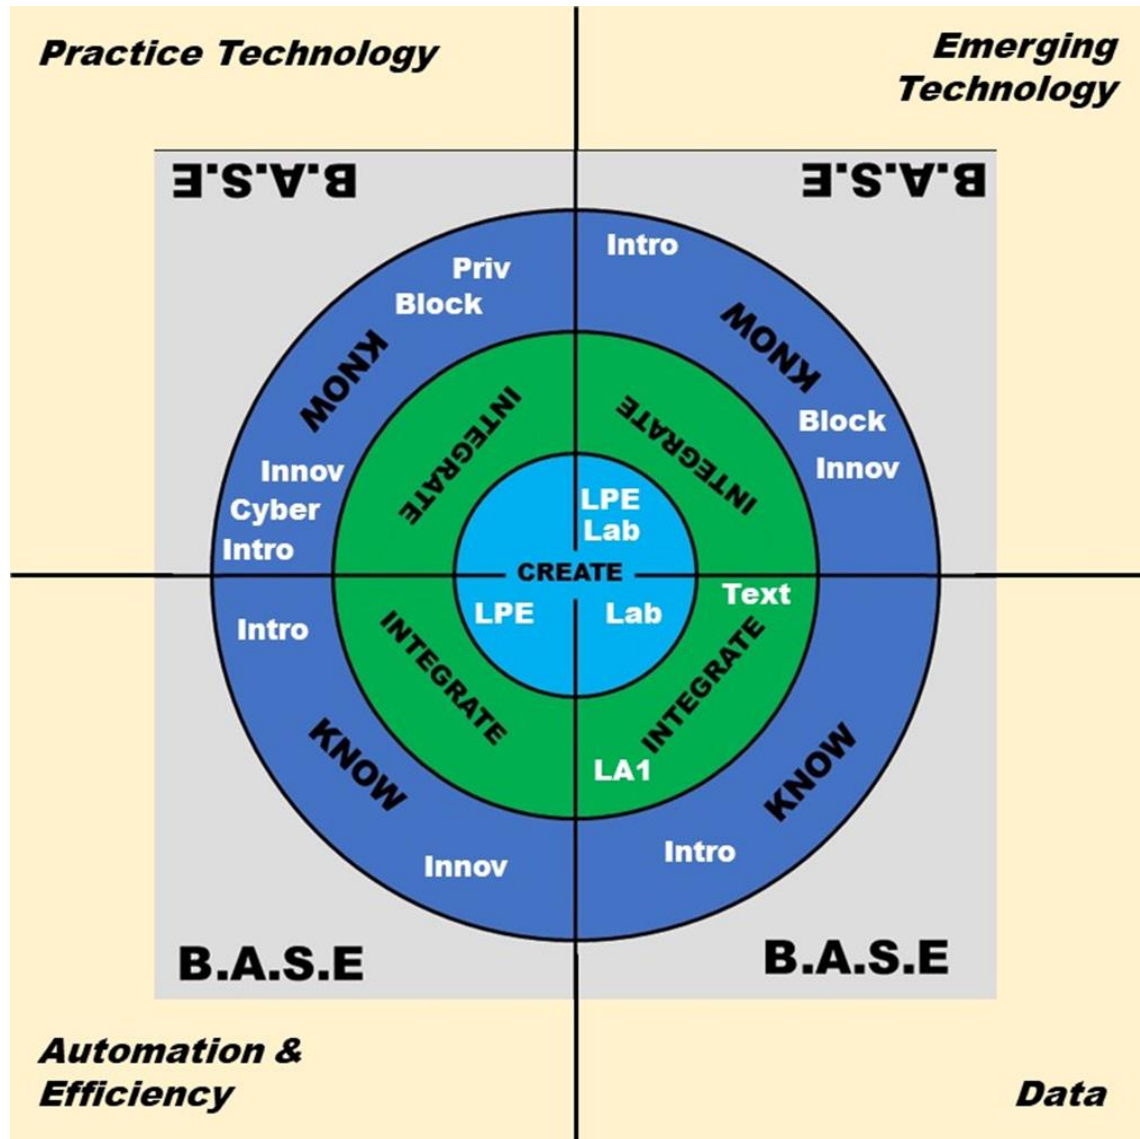 Practice Technology
Emerging
Technology
B.A.S.E
B.A.S.E
Priv
Block
KNOW
Innov
Cyber
Intro
INTEGRATE
Intro
KNOW
Block
Innov
INTEGRATE
LPE
Lab
CREATE
LPE
Lab
Text
INTEGRATE
LA1
Intro
KNOW
INTEGRATE
Intro
KNOW
Innov
B.A.S.E
B.A.S.E
Automation &
Efficiency
Data